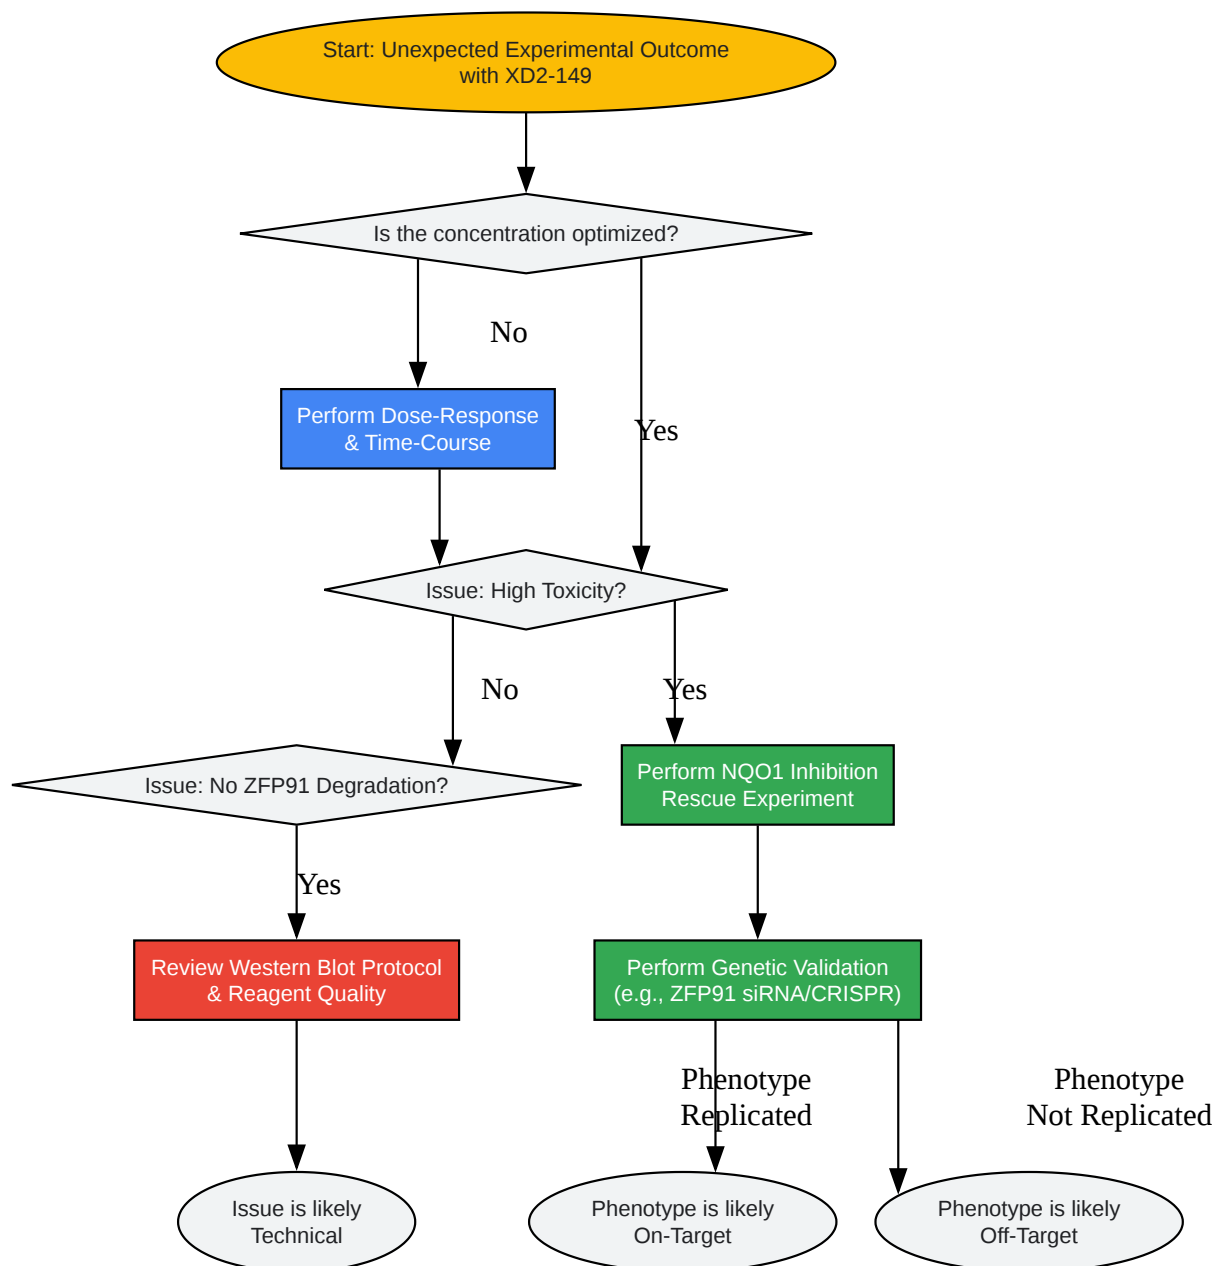 Start: Unexpected Experimental Outcome
with XD2-149
Is the concentration optimized?
No
Perform Dose-Response
& Time-Course
Yes
Issue: High Toxicity?
No
Yes
Issue: No ZFP91 Degradation?
Perform NQO1 Inhibition
Rescue Experiment
Yes
Review Western Blot Protocol
& Reagent Quality
Perform Genetic Validation
(e.g., ZFP91 siRNA/CRISPR)
Phenotype
Replicated
Phenotype
Not Replicated
Issue is likely
Technical
Phenotype is likely
On-Target
Phenotype is likely
Off-Target